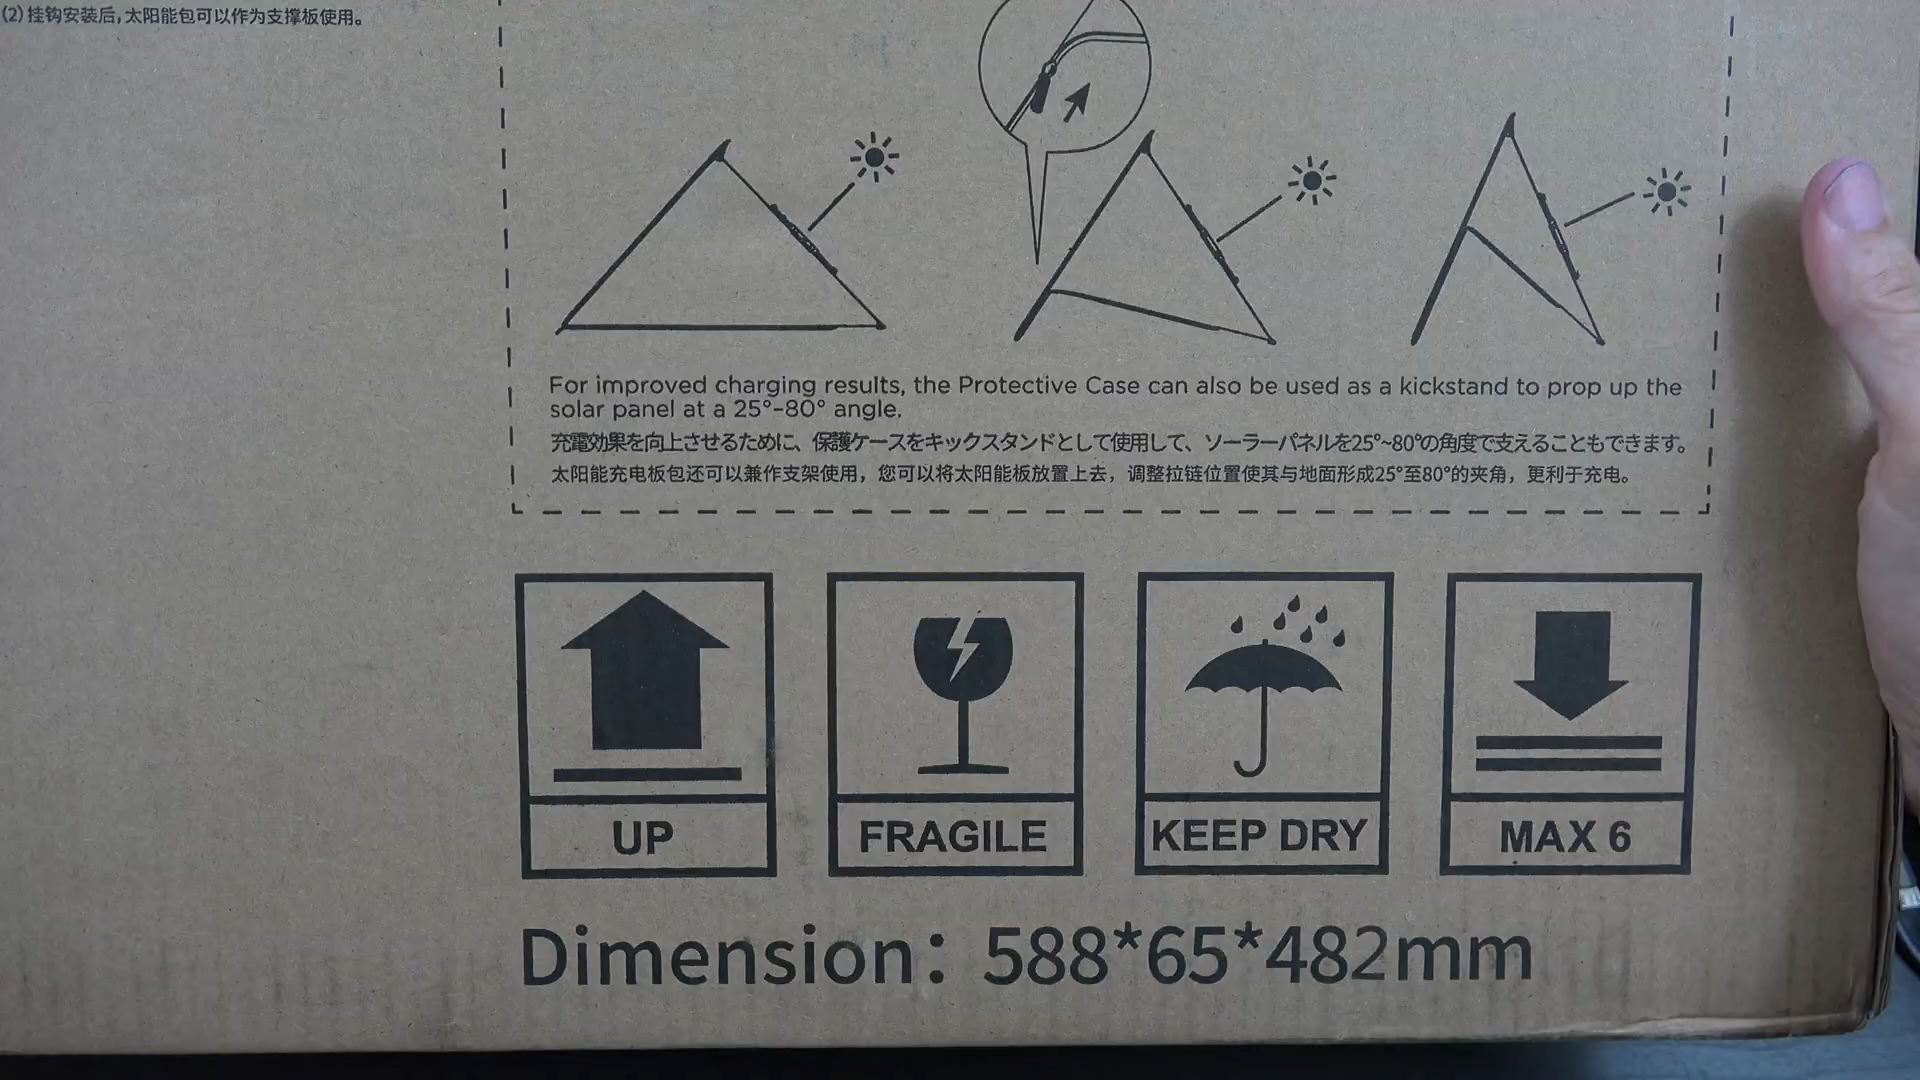 (2)挂钩安装后,太阳能包可以作为支撑板使用。
For improved charging results, the Protective Case can also be used as a kickstand to prop up the
solar panel at a 25°-80° angle.
充電効果を向上させるために、保護ケースをキックスタンドとして使用して、ソーラーパネルを25°~80°の角度で支えることもできます。
太阳能充电板包还可以兼作支架使用，您可以将太阳能板放置上去，调整拉链位置使其与地面形成25°至80°的夹角，更利于充电。
UP
FRAGILE
KEEP DRY
MAX 6
Dimension：588*65*482mm